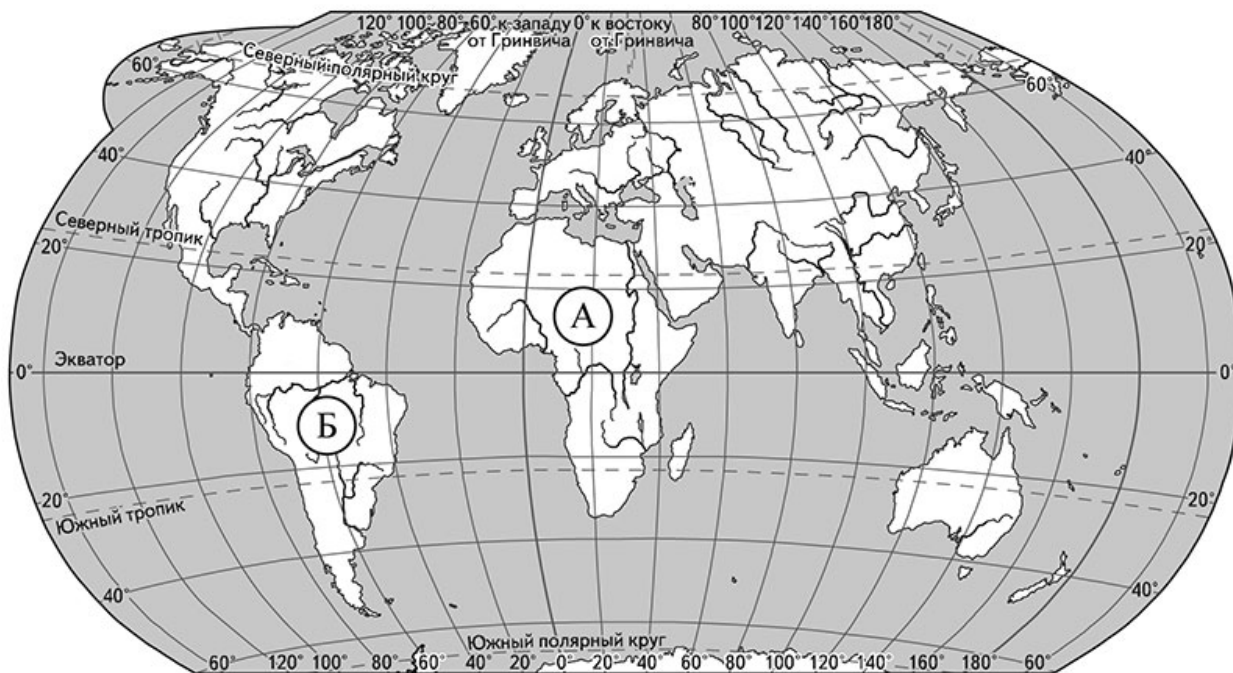 120° 100° 80° 60° к западу 0° к востоку 80° 100° 120° 140° 160° 180°
от Гринвича от Гринвича
Северный полярный круг
60° 60°
40° 40°
Северный тропик
20° 20°
А
Экватор
0° 0°
Б
20° 20°
Южный тропик
40° 40°
Южный полярный круг
60° 120° 100° 80° 60° 40° 20° 0° 20° 40° 60° 80° 100° 120° 140° 160° 180° 60°